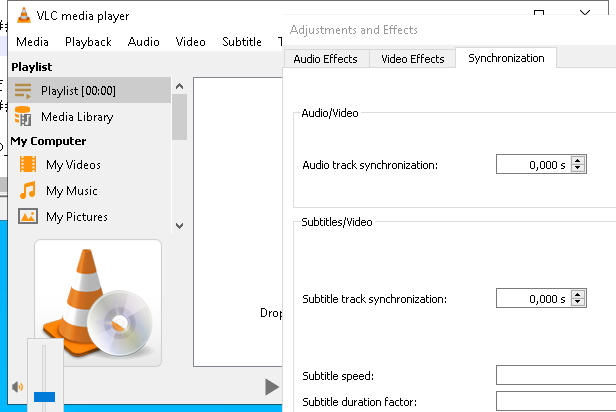 VLC media player
Adjustments and Effects
Media Playback Audio Video Subtitle T
Audio Effects Video Effects Synchronization
Playlist
Playlist [00:00]
Media Library
My Computer
My Videos
My Music
My Pictures
Drop
Audio/Video
Audio track synchronization: 0,000 s
Subtitles/Video
Subtitle track synchronization: 0,000 s
Subtitle speed:
Subtitle duration factor: